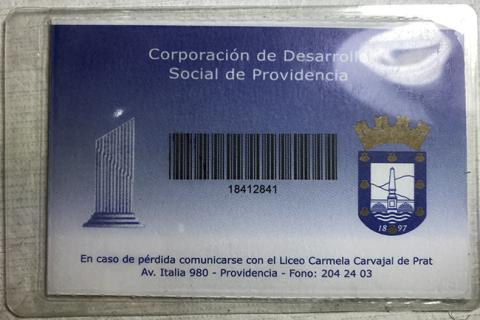 Corporación de Desarrollo
Social de Providencia
18412841
18 97
En caso de pérdida comunicarse con el Liceo Carmela Carvajal de Prat
Av. Italia 980 - Providencia - Fono: 204 24 03